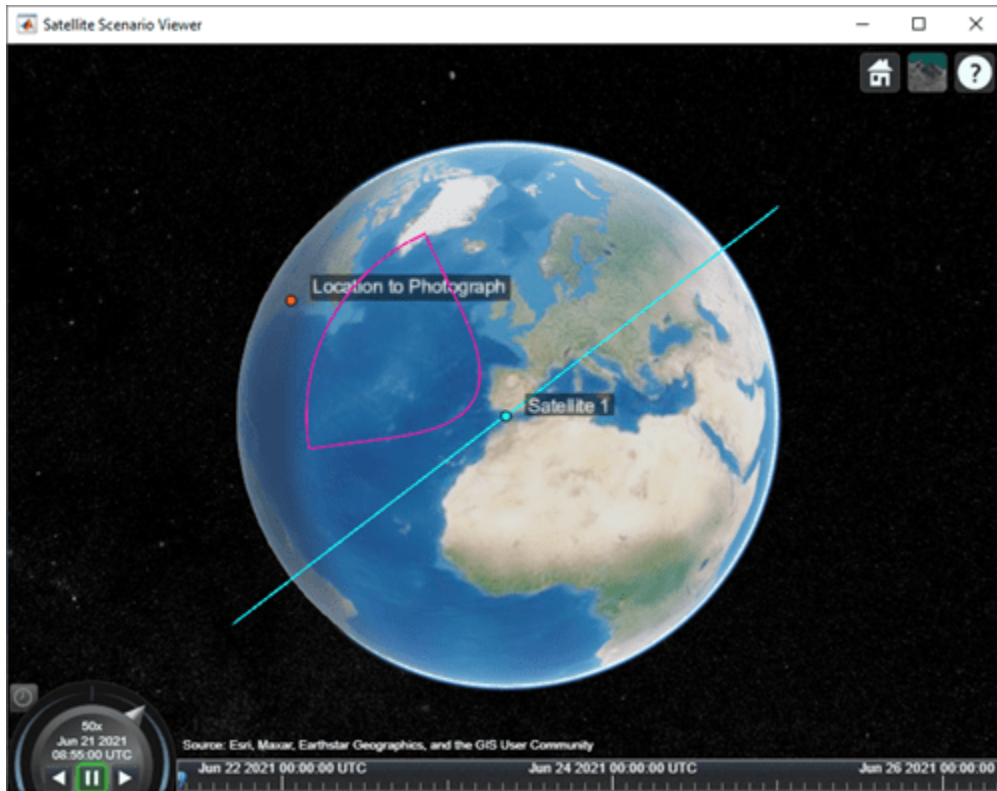 Satellite Scenario Viewer
?
Location to Photograph
Satellite 1
50x
Jun 21 2021
08:55:00 UTC
Source: Esri, Maxar, Earthstar Geographics, and the GIS User Community
Jun 22 2021 00:00:00 UTC Jun 24 2021 00:00:00 UTC Jun 26 2021 00:00:00